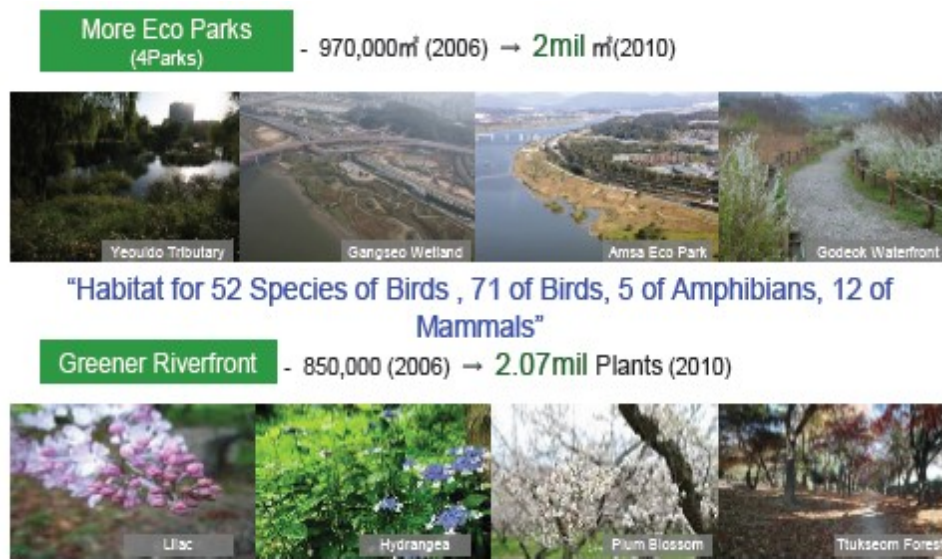 More Eco Parks
(4Parks)
- 970,000㎡ (2006) → 2mil ㎡(2010)
Yeouido Tributary
Gangseo Wetland
Amsa Eco Park
Godeok Waterfront
“Habitat for 52 Species of Birds , 71 of Birds, 5 of Amphibians, 12 of
Mammals”
Greener Riverfront
- 850,000 (2006) → 2.07mil Plants (2010)
Lilac
Hydrangea
Plum Blossom
Ttukseom Forest